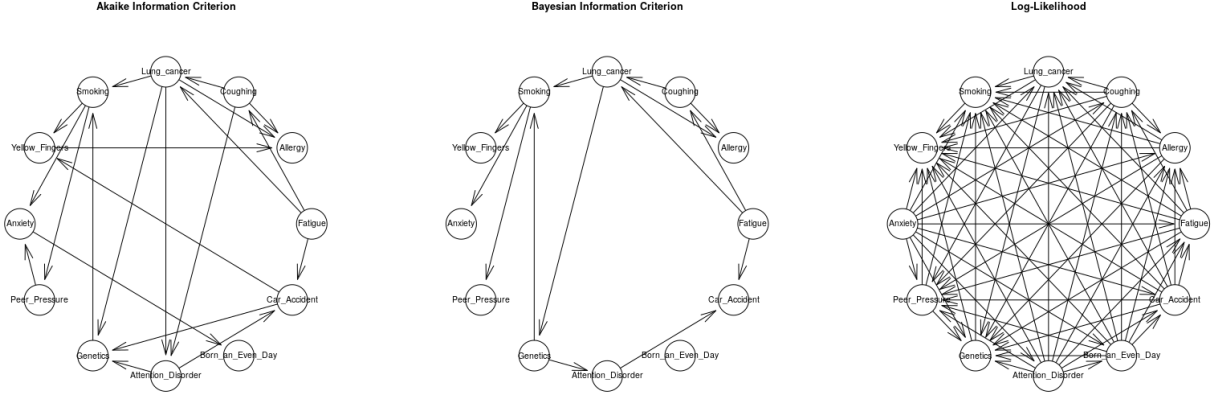 Akaike Information Criterion
Lung_cancer
Smoking
Coughing
Yellow_Fingers
Allergy
Anxiety
Fatigue
Peer_Pressure
Car_Accident
Genetics
Born_an_Even_Day
Attention_Disorder
Bayesian Information Criterion
Lung_cancer
Smoking
Coughing
Yellow_Fingers
Allergy
Anxiety
Fatigue
Peer_Pressure
Car_Accident
Genetics
Born_an_Even_Day
Attention_Disorder
Log-Likelihood
Lung_cancer
Smoking
Coughing
Yellow_Fingers
Allergy
Anxiety
Fatigue
Peer_Pressure
Car_Accident
Genetics
Born_an_Even_Day
Attention_Disorder